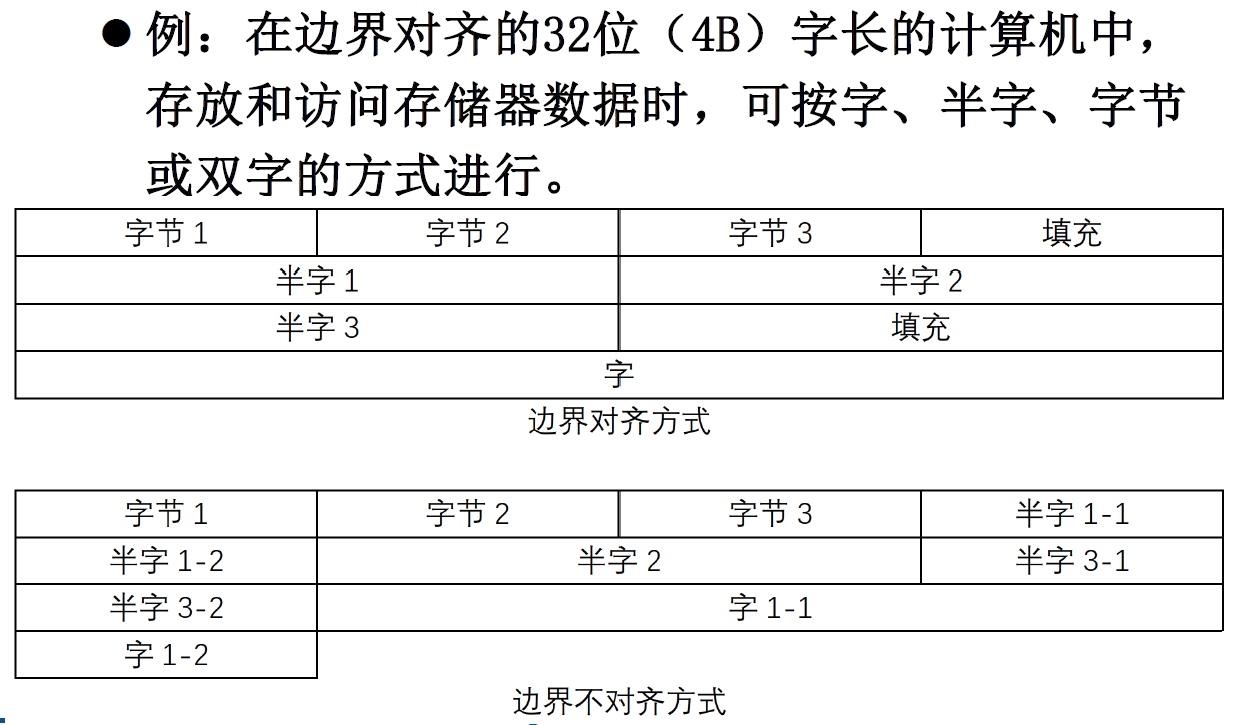 ● 例：在边界对齐的32位（4B）字长的计算机中，
存放和访问存储器数据时，可按字、半字、字节
或双字的方式进行。
字节 1 字节 2 字节 3 填充
半字 1 半字 2
半字 3 填充
字
边界对齐方式
字节 1 字节 2 字节 3 半字 1-1
半字 1-2 半字 2 半字 3-1
半字 3-2 字 1-1
字 1-2
边界不对齐方式